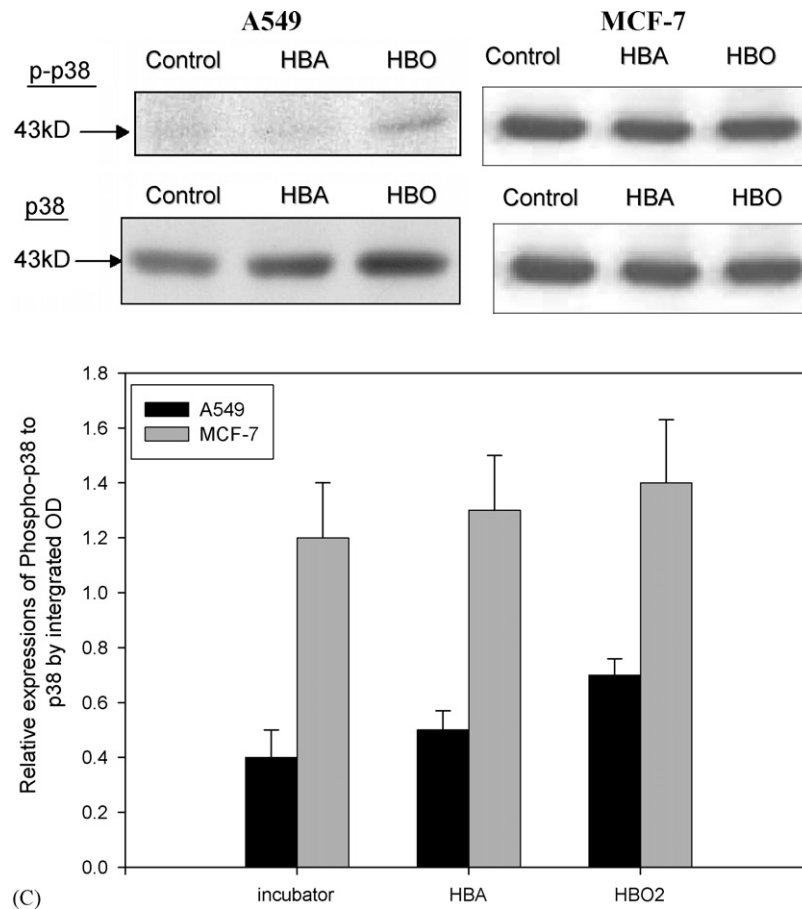 A549 MCF-7
p-p38 Control HBA HBO Control HBA HBO
43kD
p38 Control HBA HBO Control HBA HBO
43kD
1.8
1.6
1.4
1.2
1.0
0.8
0.6
0.4
0.2
0.0
Relative expressions of Phospho-p38 to
p38 by intergrated OD
A549
MCF-7
incubator HBA HBO2
(C)